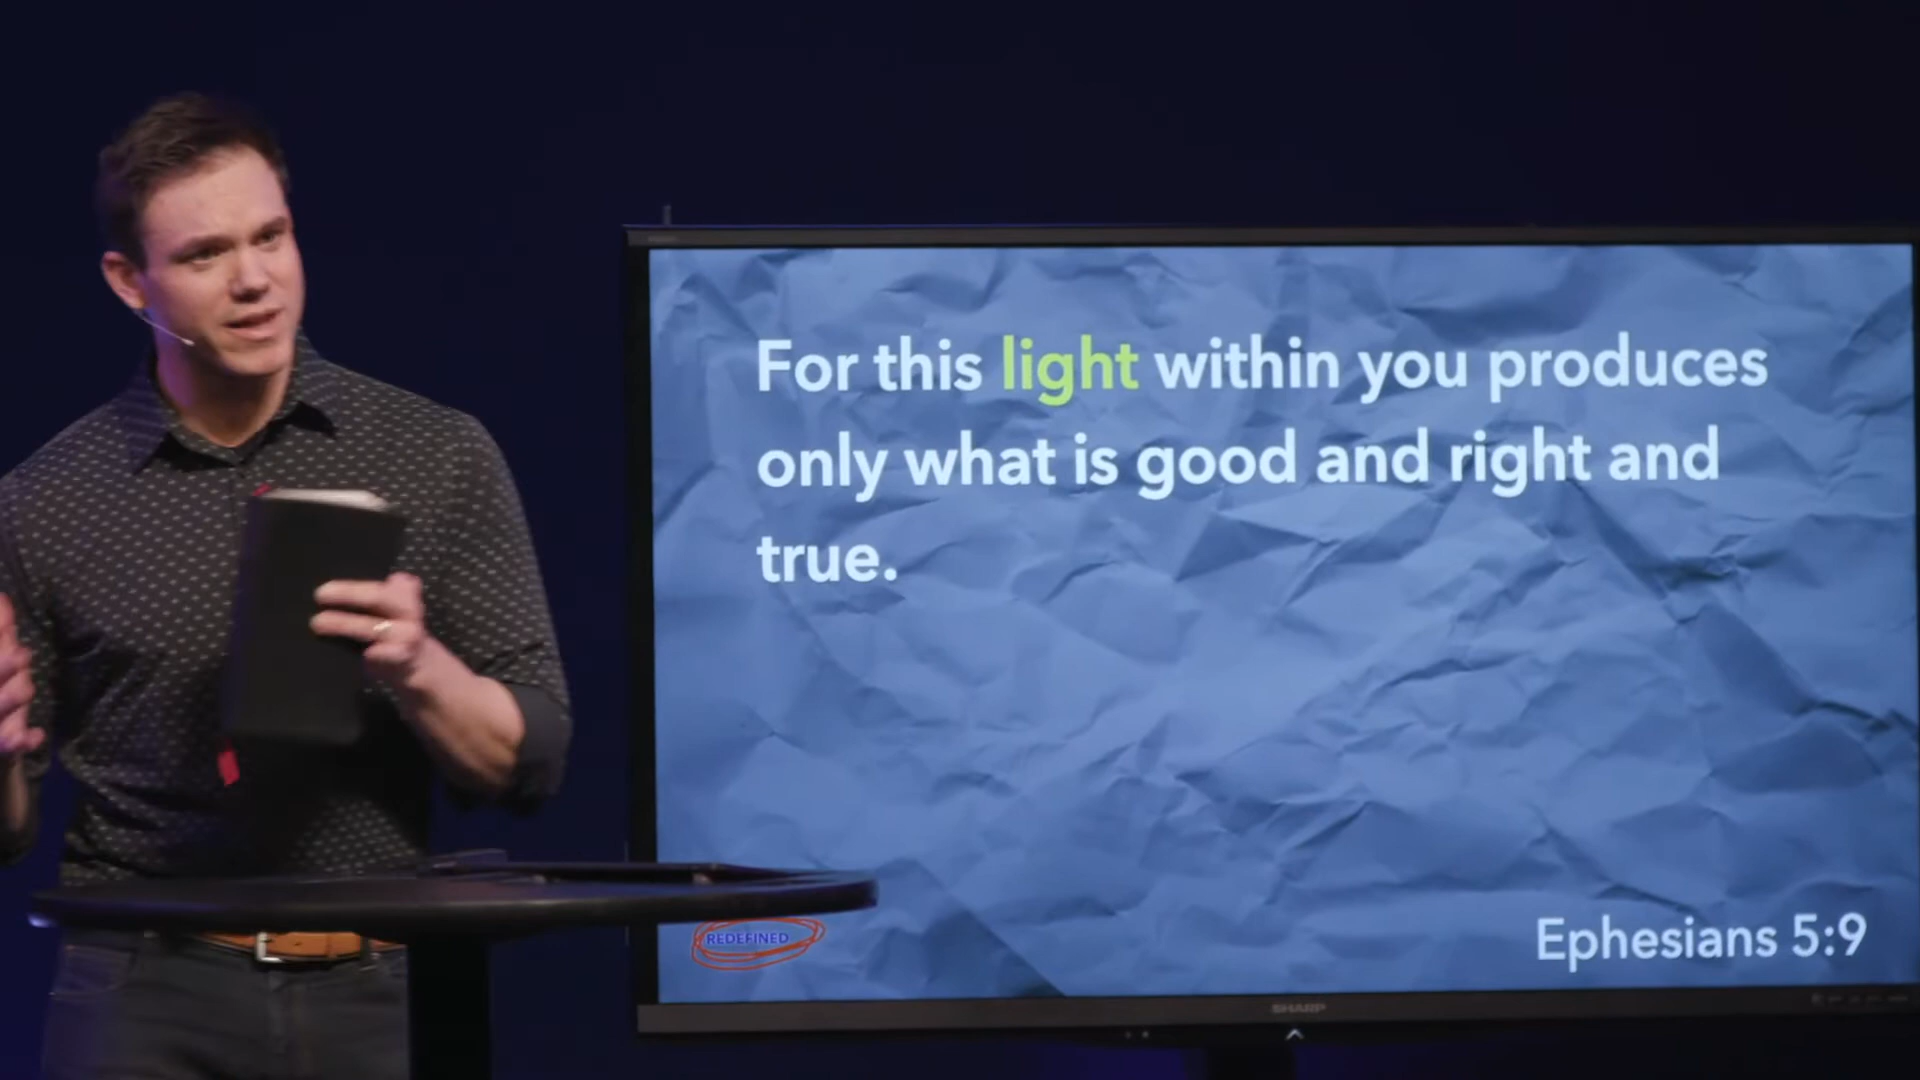 For this light within you produces
only what is good and right and
true.
REDEFINED
Ephesians 5:9
SHARP